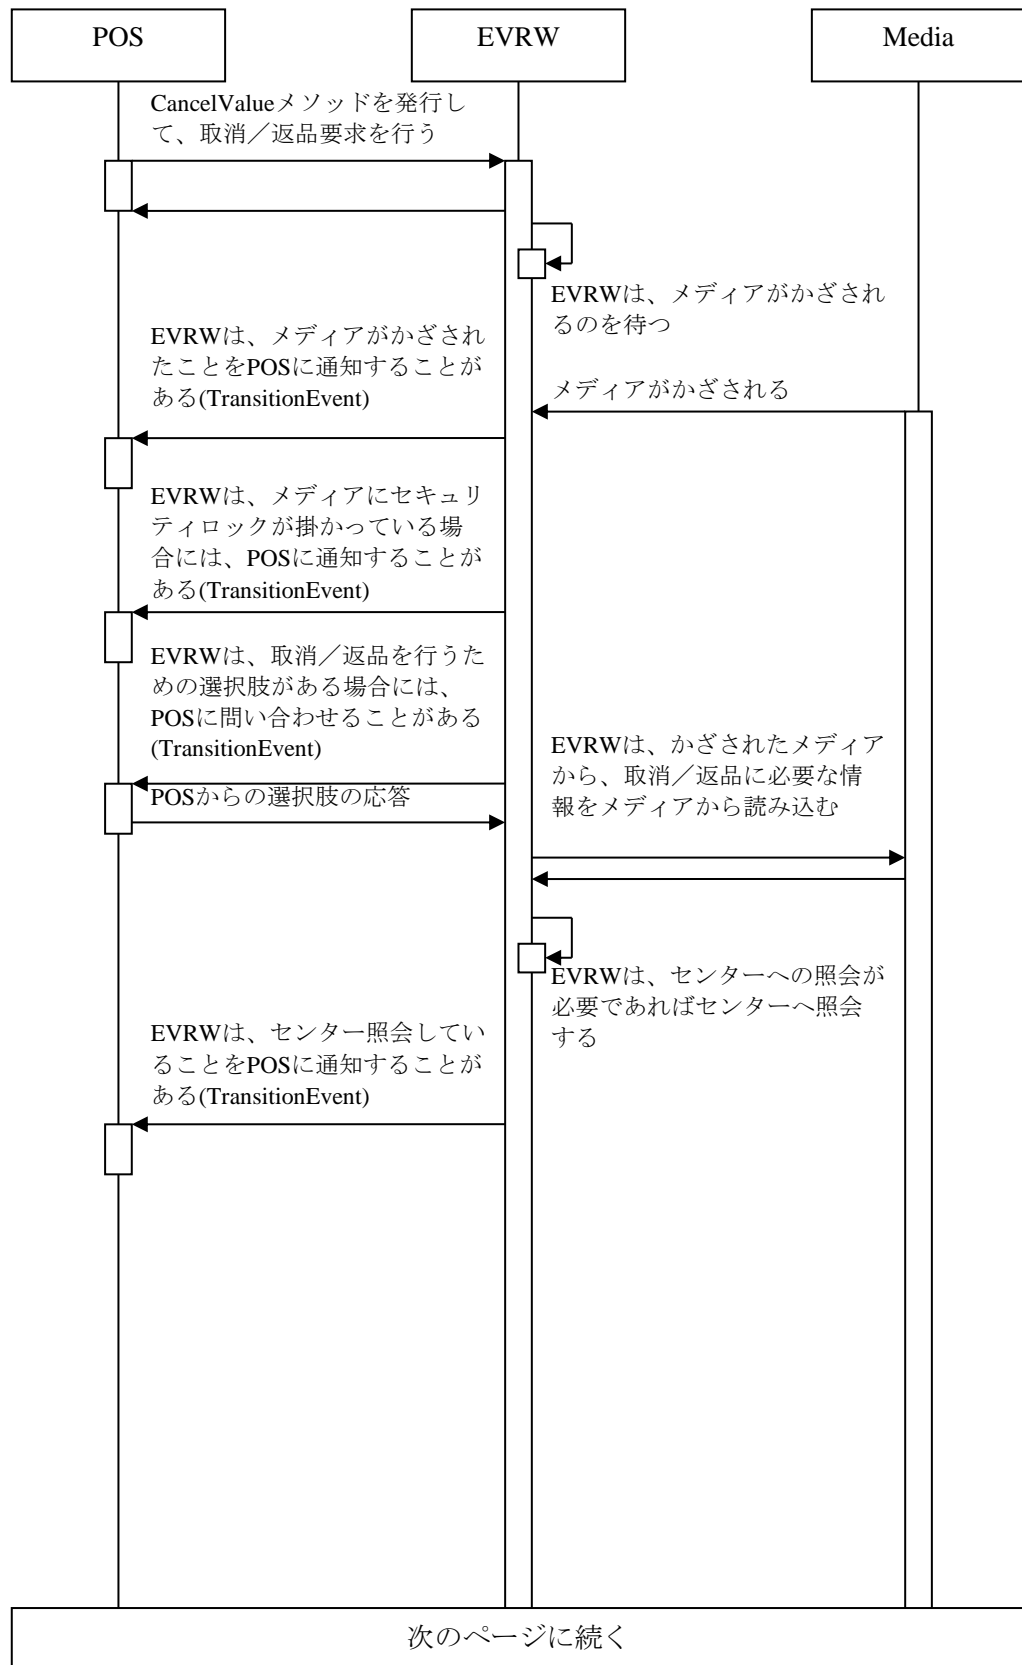 POS
EVRW
Media
CancelValueメソッドを発行し
て、取消／返品要求を行う
EVRWは、メディアがかざされ
るのを待つ
EVRWは、メディアがかざされ
たことをPOSに通知することが
ある(TransitionEvent)
メディアがかざされる
EVRWは、メディアにセキュリ
ティロックが掛かっている場
合には、POSに通知することが
ある(TransitionEvent)
EVRWは、取消／返品を行うた
めの選択肢がある場合には、
POSに問い合わせることがある
(TransitionEvent)
POSからの選択肢の応答
EVRWは、かざされたメディア
から、取消／返品に必要な情
報をメディアから読み込む
EVRWは、センターへの照会が
必要であればセンターへ照会
する
EVRWは、センター照会してい
ることをPOSに通知することが
ある(TransitionEvent)
次のページに続く